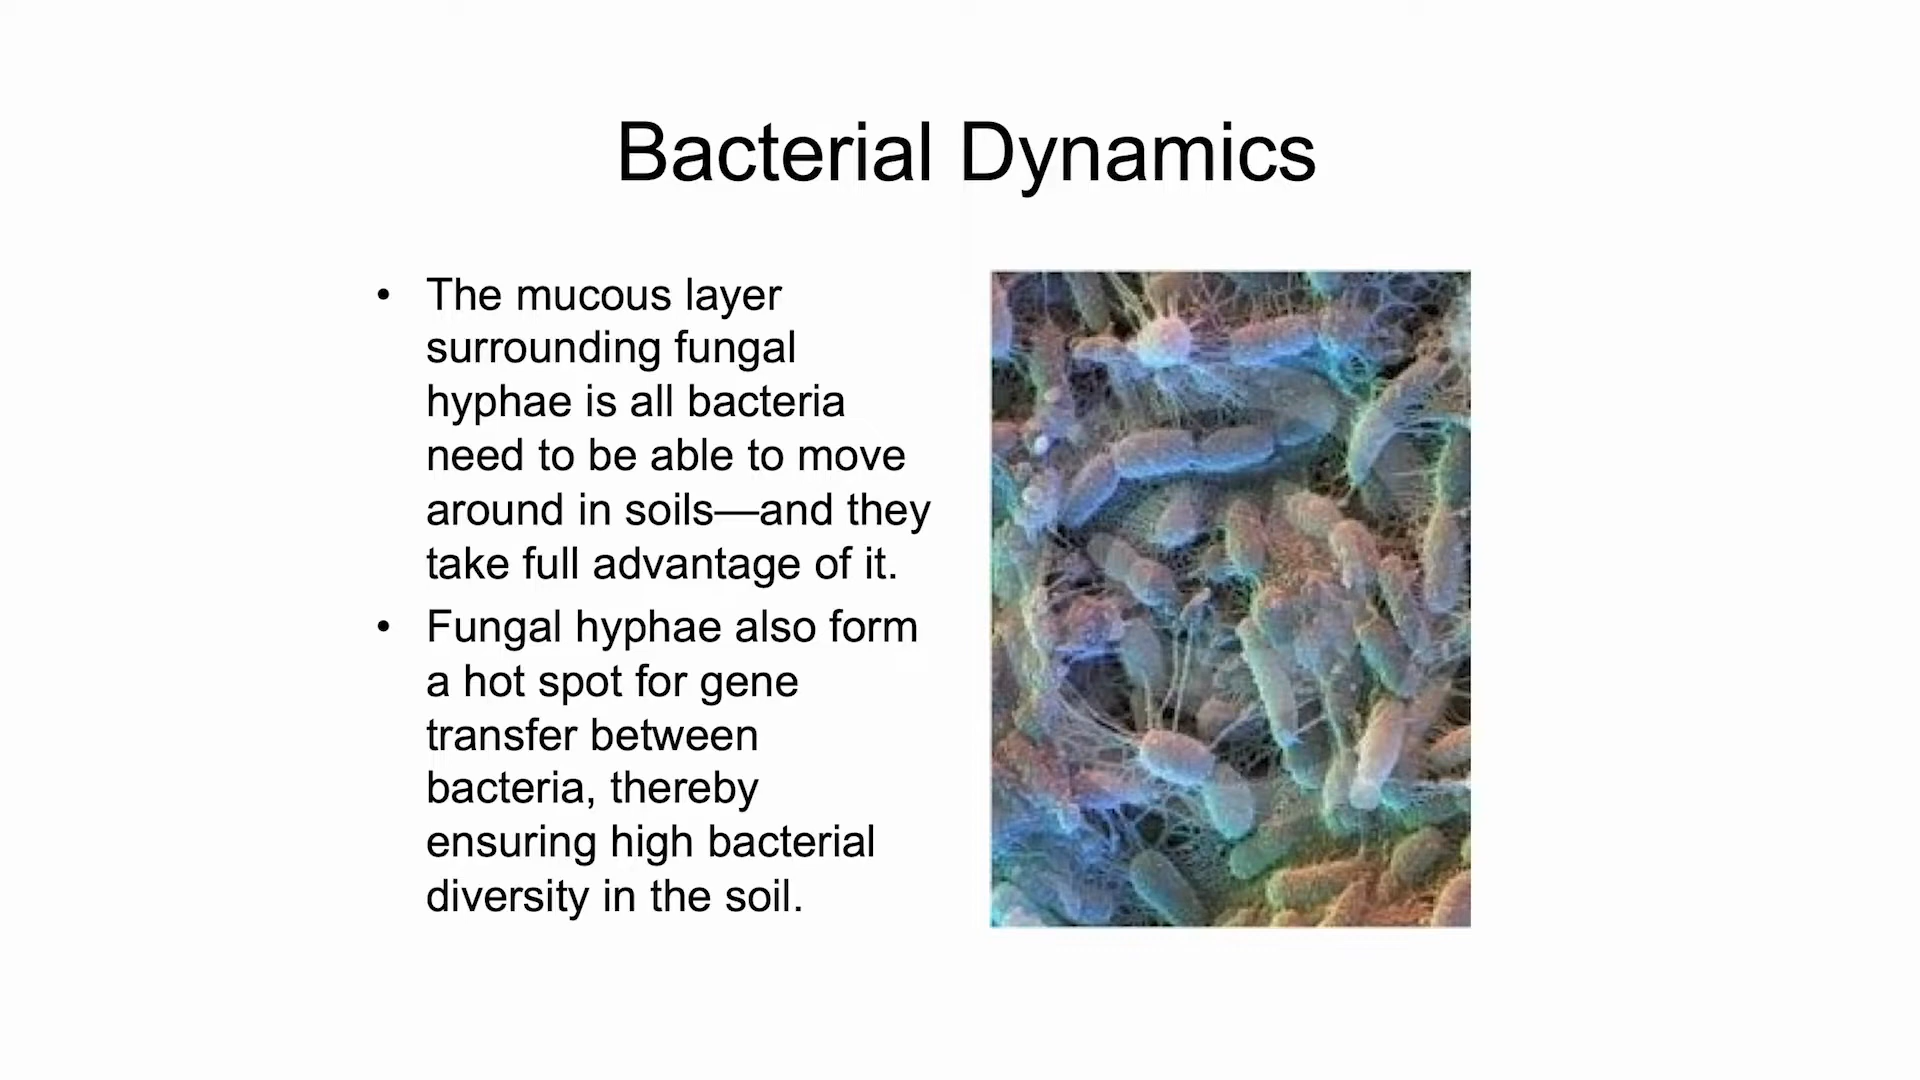 Bacterial Dynamics
• The mucous layer
surrounding fungal
hyphae is all bacteria
need to be able to move
around in soils—and they
take full advantage of it.
• Fungal hyphae also form
a hot spot for gene
transfer between
bacteria, thereby
ensuring high bacterial
diversity in the soil.